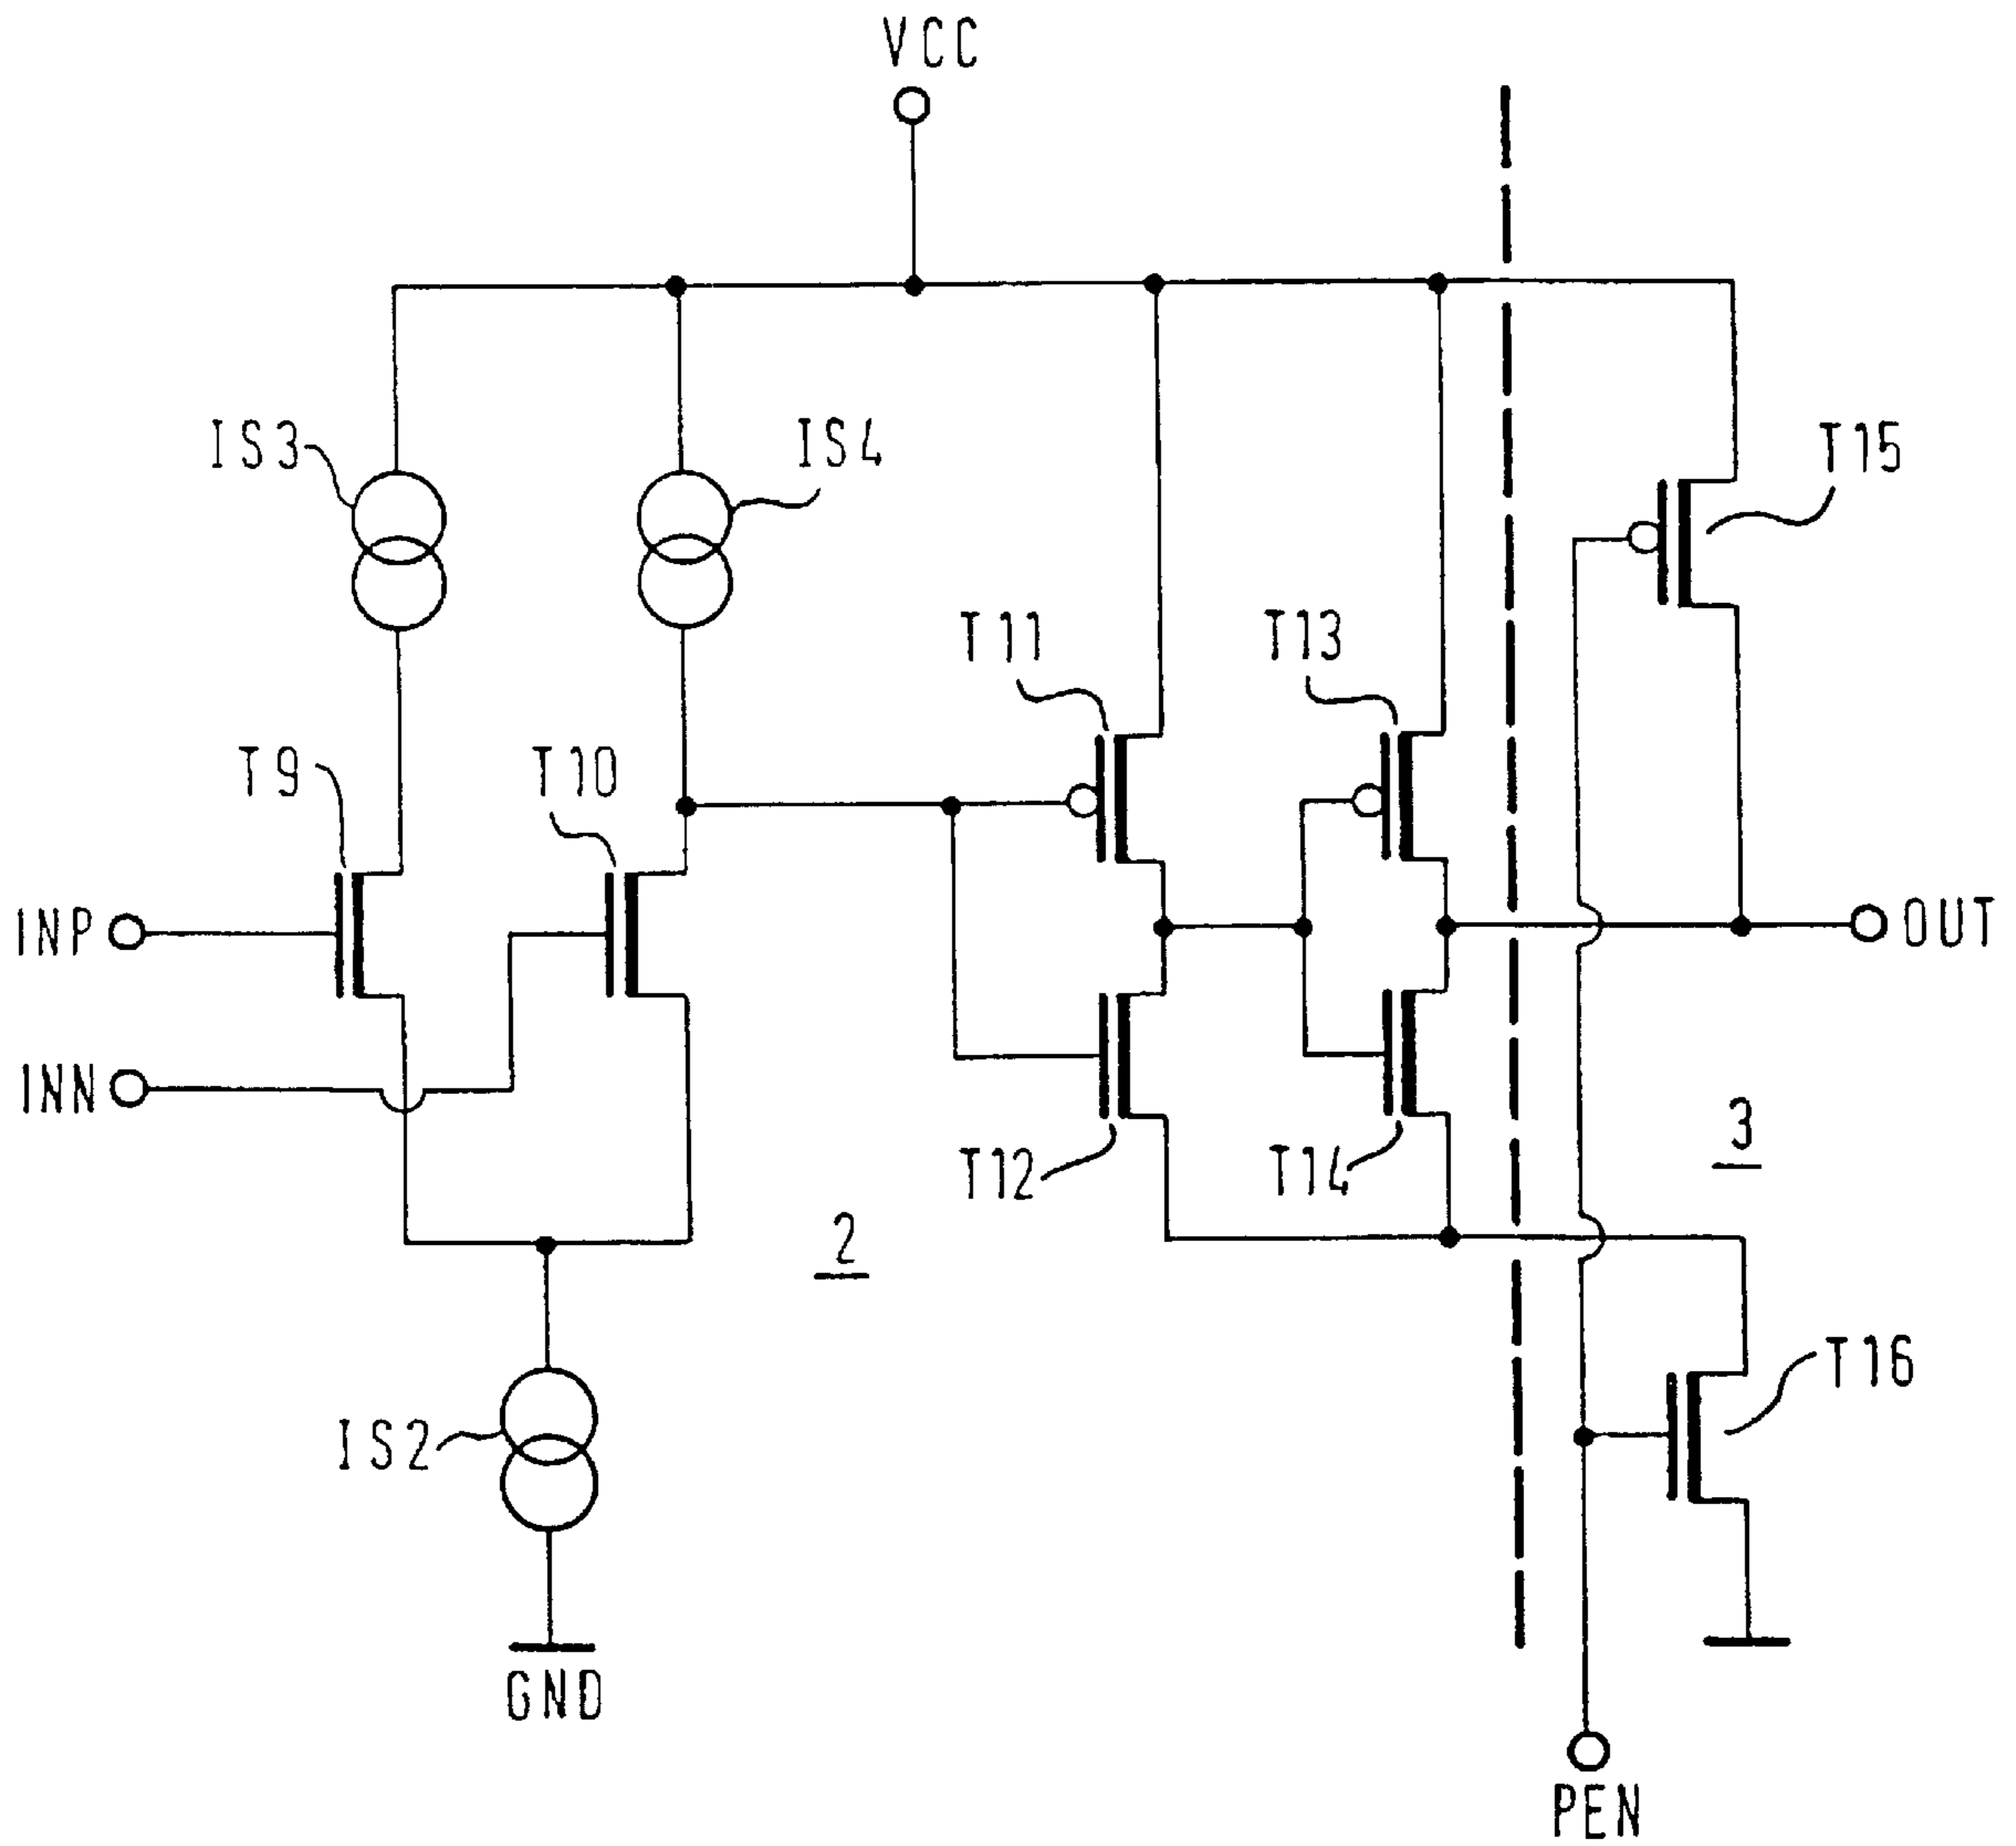 VCC
IS3
IS4
T15
T11
T13
T9
T10
INP
OUT
INN
3
T12
T14
2
T16
IS2
GND
PEN